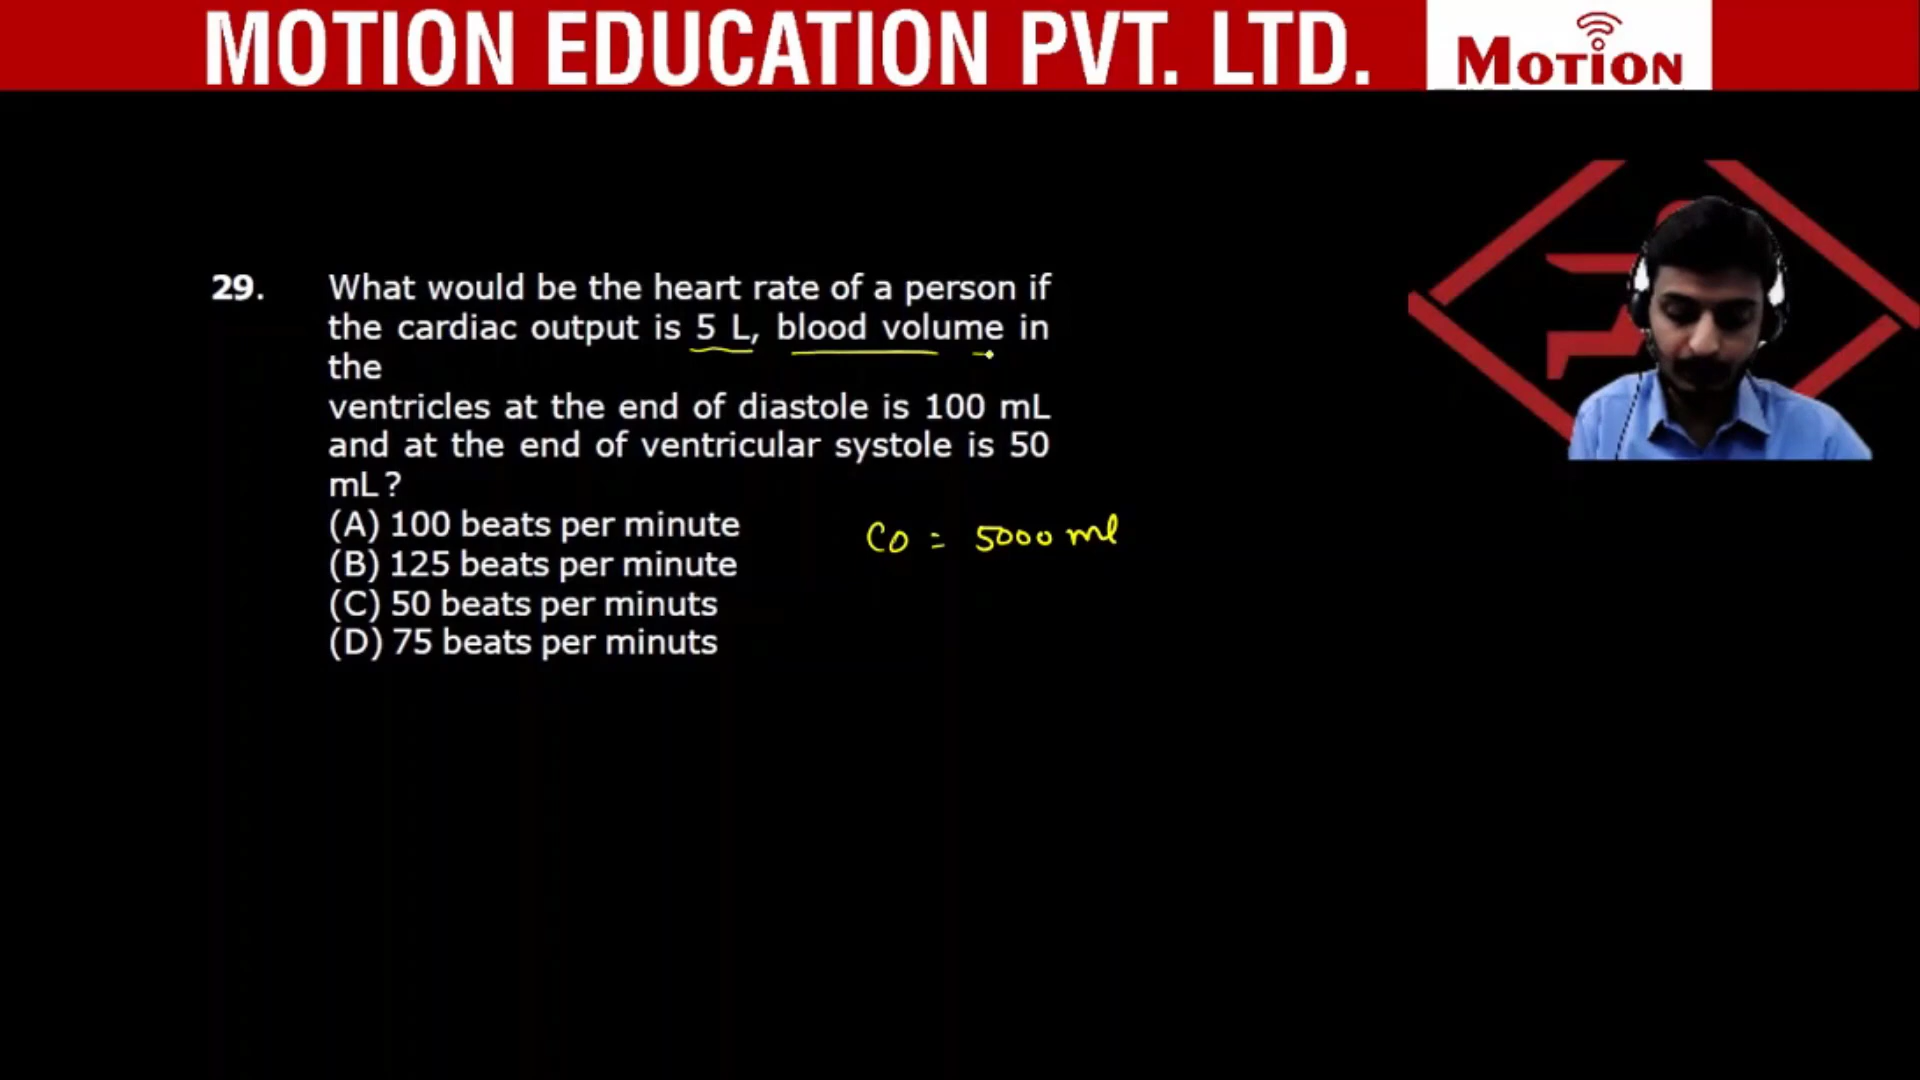 MOTION EDUCATION PVT. LTD.
MOTION
29. What would be the heart rate of a person if
the cardiac output is 5 L, blood volume in
the
ventricles at the end of diastole is 100 mL
and at the end of ventricular systole is 50
mL?
(A) 100 beats per minute
(B) 125 beats per minute
(C) 50 beats per minuts
(D) 75 beats per minuts
CO = 5000 ml